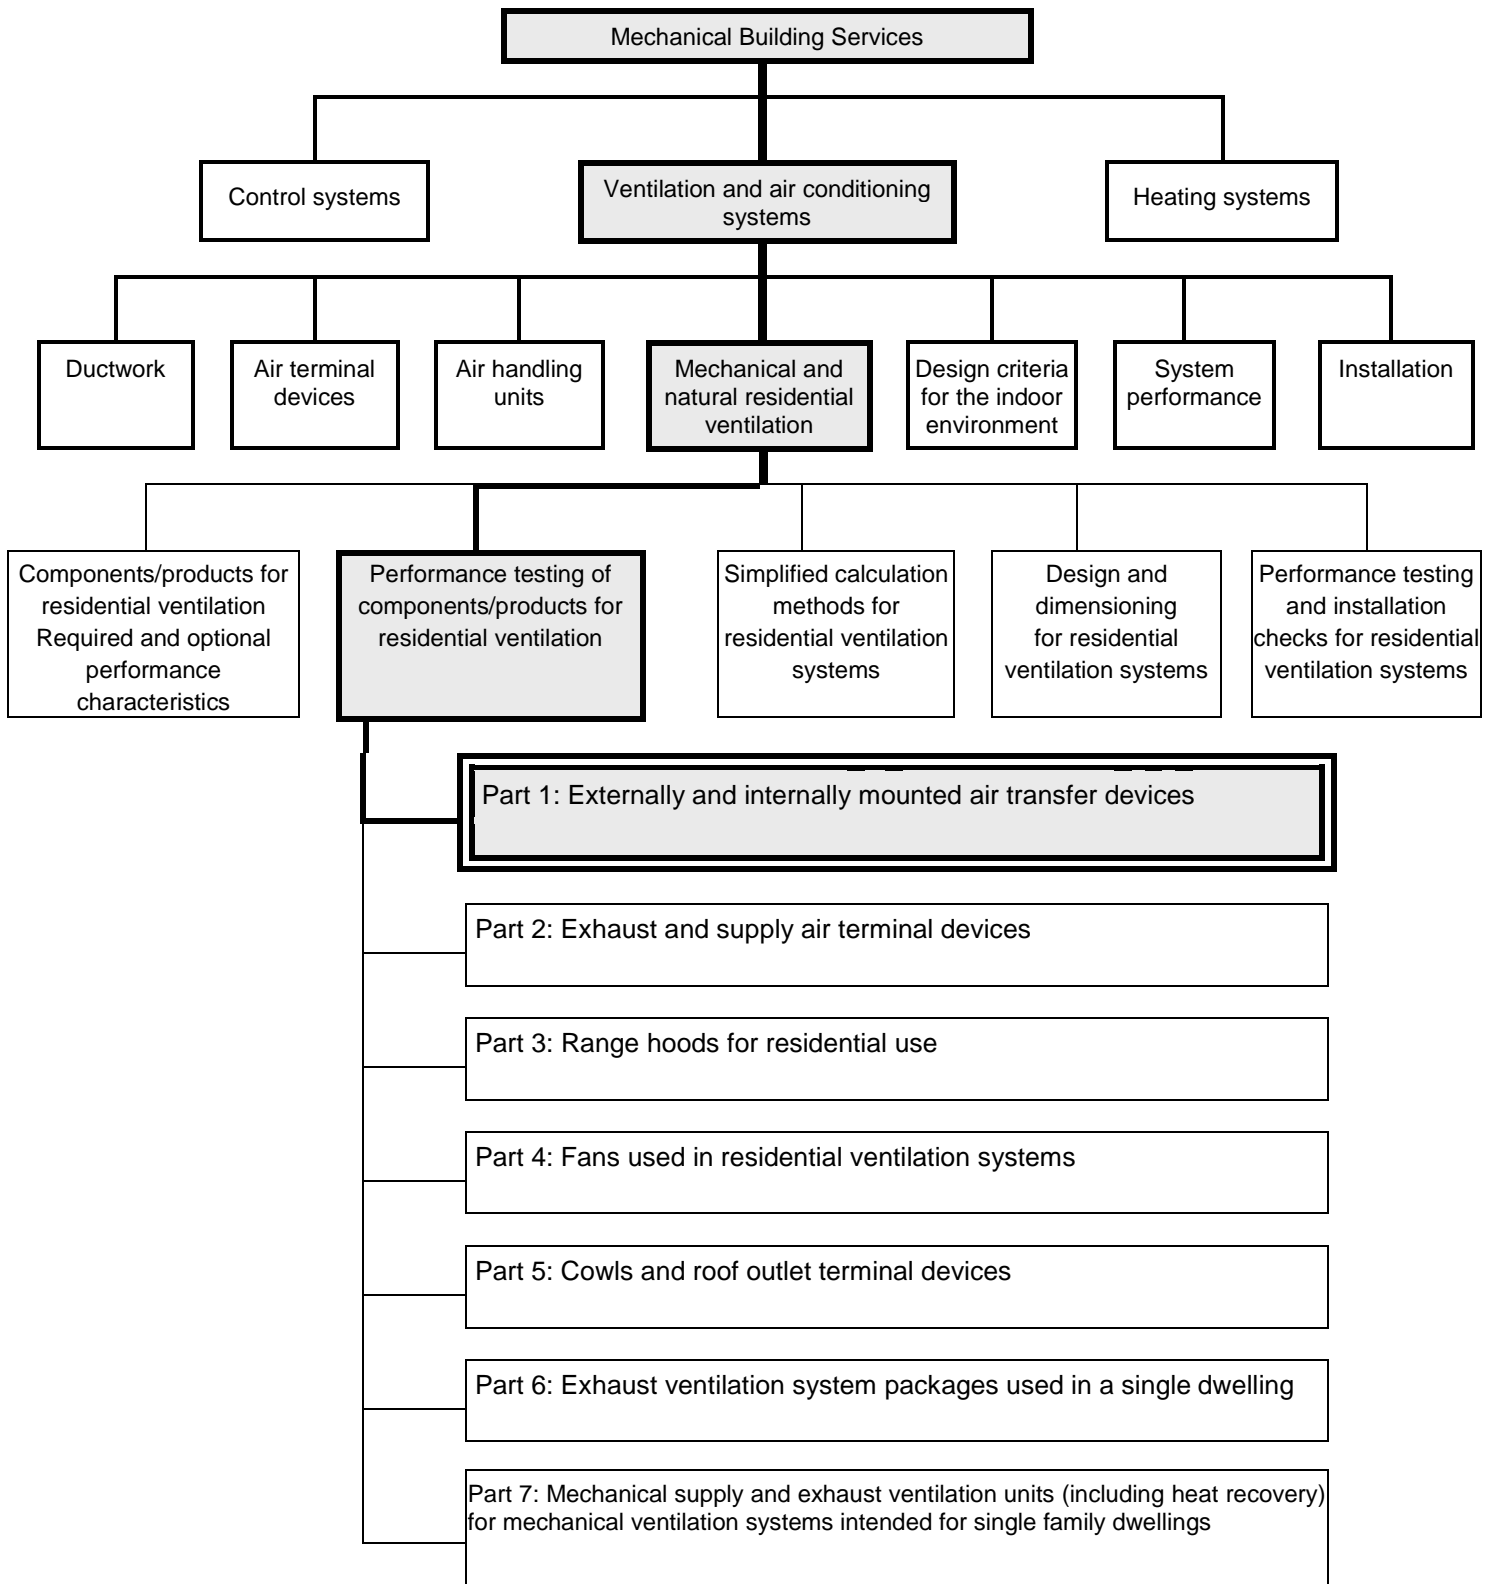 Mechanical Building Services
Control systems
Ventilation and air conditioning
systems
Heating systems
Ductwork
Air terminal
devices
Air handling
units
Mechanical and
natural residential
ventilation
Design criteria
for the indoor
environment
System
performance
Installation
Components/products for
residential ventilation
Required and optional
performance
characteristics
Performance testing of
components/products for
residential ventilation
Simplified calculation
methods for
residential ventilation
systems
Design and
dimensioning
for residential
ventilation systems
Performance testing
and installation
checks for residential
ventilation systems
Part 1: Externally and internally mounted air transfer devices
Part 2: Exhaust and supply air terminal devices
Part 3: Range hoods for residential use
Part 4: Fans used in residential ventilation systems
Part 5: Cowls and roof outlet terminal devices
Part 6: Exhaust ventilation system packages used in a single dwelling
Part 7: Mechanical supply and exhaust ventilation units (including heat recovery)
for mechanical ventilation systems intended for single family dwellings